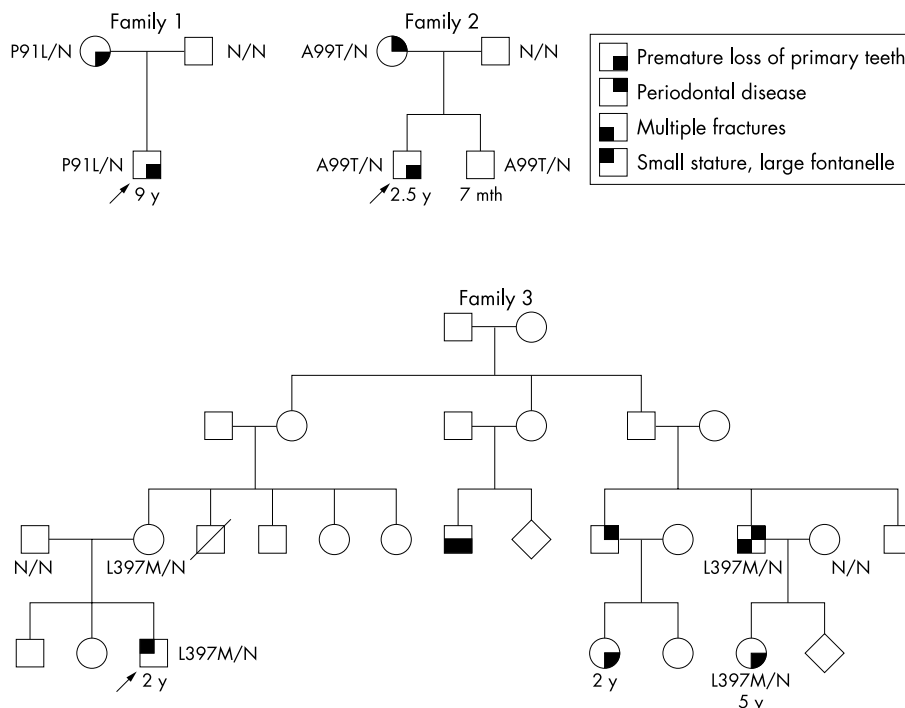 Family 1
P91L/N
N/N
P91L/N
9 y
Family 2
A99T/N
N/N
A99T/N
2.5 y
7 mth
A99T/N
Premature loss of primary teeth
Periodontal disease
Multiple fractures
Small stature, large fontanelle
Family 3
N/N
L397M/N
L397M/N
N/N
L397M/N
2 y
2 y
L397M/N
5 y